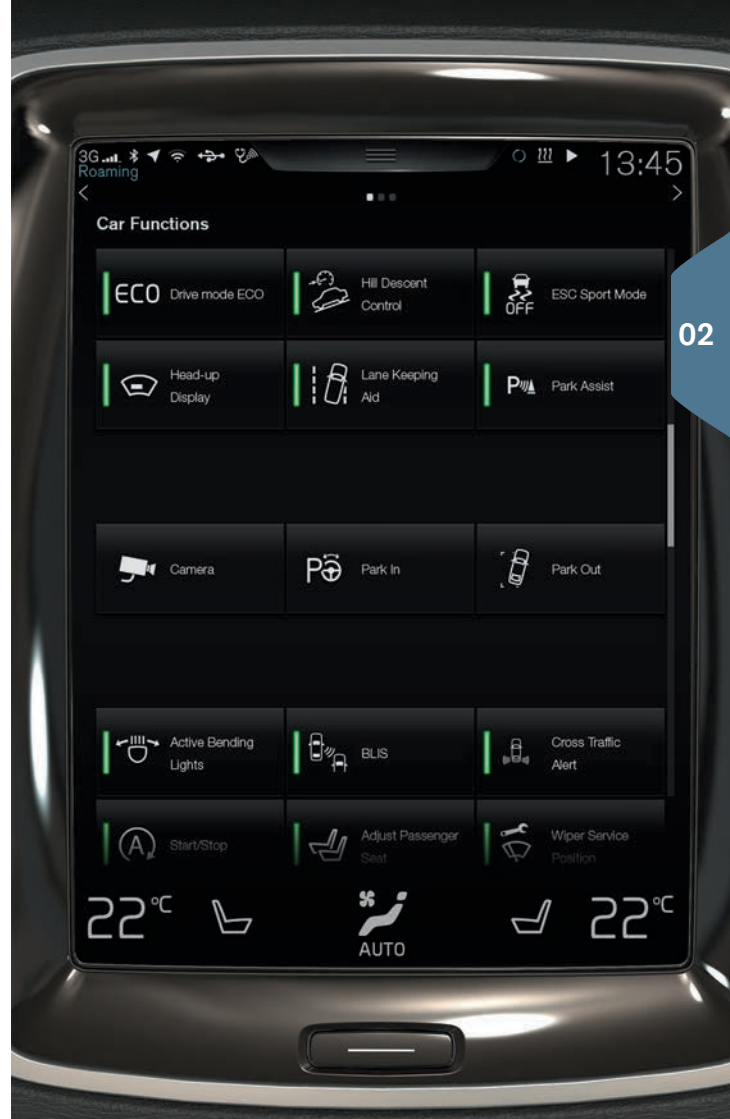 3G
13:45
Roaming
Car Functions
ECO Drive mode ECO
Hill Descent
Control
OFF
ESC Sport Mode
02
Head-up
Display
Lane Keeping
Aid
P Park Assist
Camera
P Park In
Park Out
Active Bending
Lights
BLIS
Cross Traffic
Alert
A Start/Stop
Adjust Passenger
Seat
Wiper Service
Position
22°C
AUTO
22°C